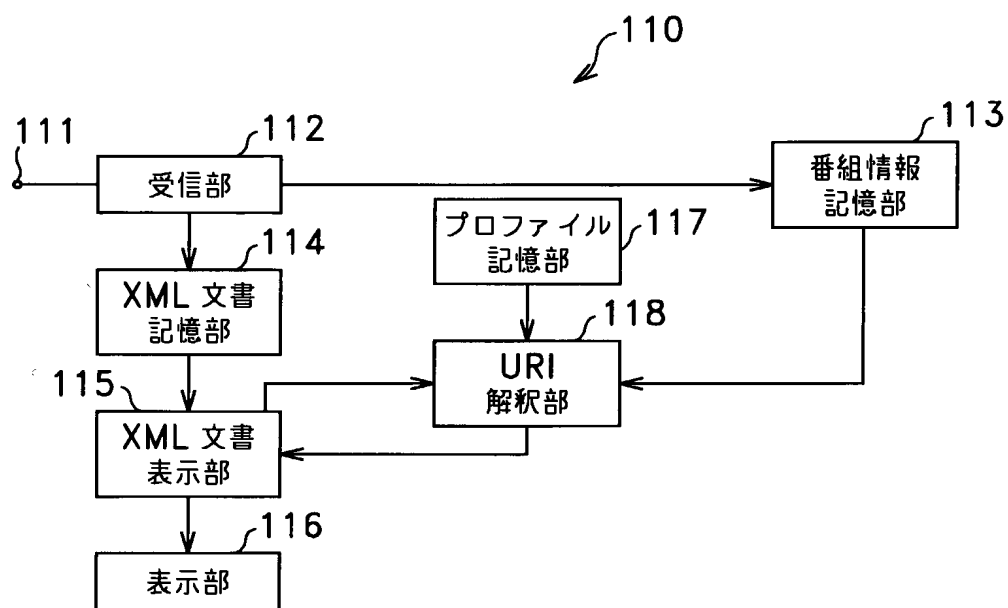 110
111
112
113
受信部
番組情報
記憶部
プロファイル
記憶部
117
114
XML 文書
記憶部
118
URI
解釈部
115
XML 文書
表示部
116
表示部